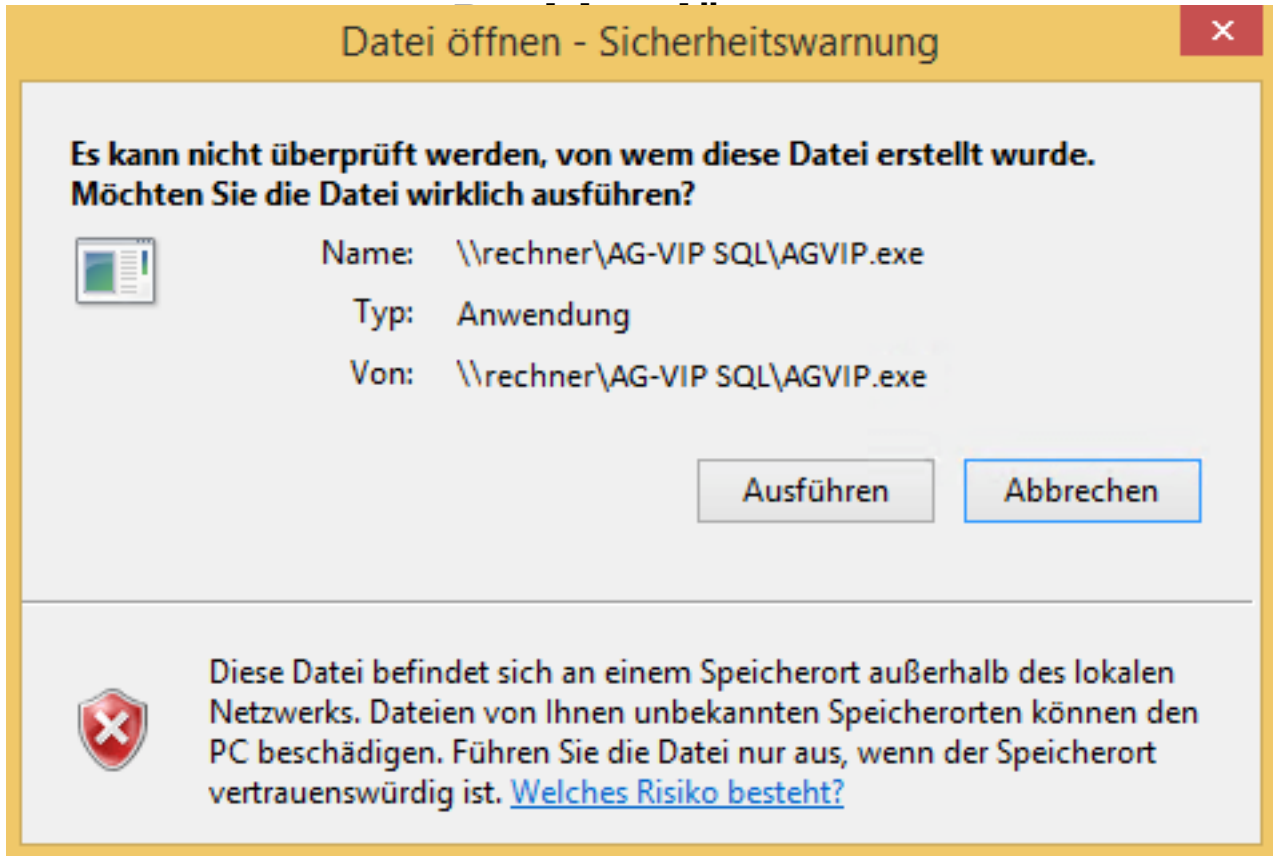 Datei öffnen - Sicherheitswarnung
Es kann nicht überprüft werden, von wem diese Datei erstellt wurde.
Möchten Sie die Datei wirklich ausführen?
Name: \\rechner\AG-VIP SQL\AGVIP.exe
Typ: Anwendung
Von: \\rechner\AG-VIP SQL\AGVIP.exe
Ausführen Abbrechen
Diese Datei befindet sich an einem Speicherort außerhalb des lokalen
Netzwerks. Dateien von Ihnen unbekannten Speicherorten können den
PC beschädigen. Führen Sie die Datei nur aus, wenn der Speicherort
vertrauenswürdig ist. Welches Risiko besteht?